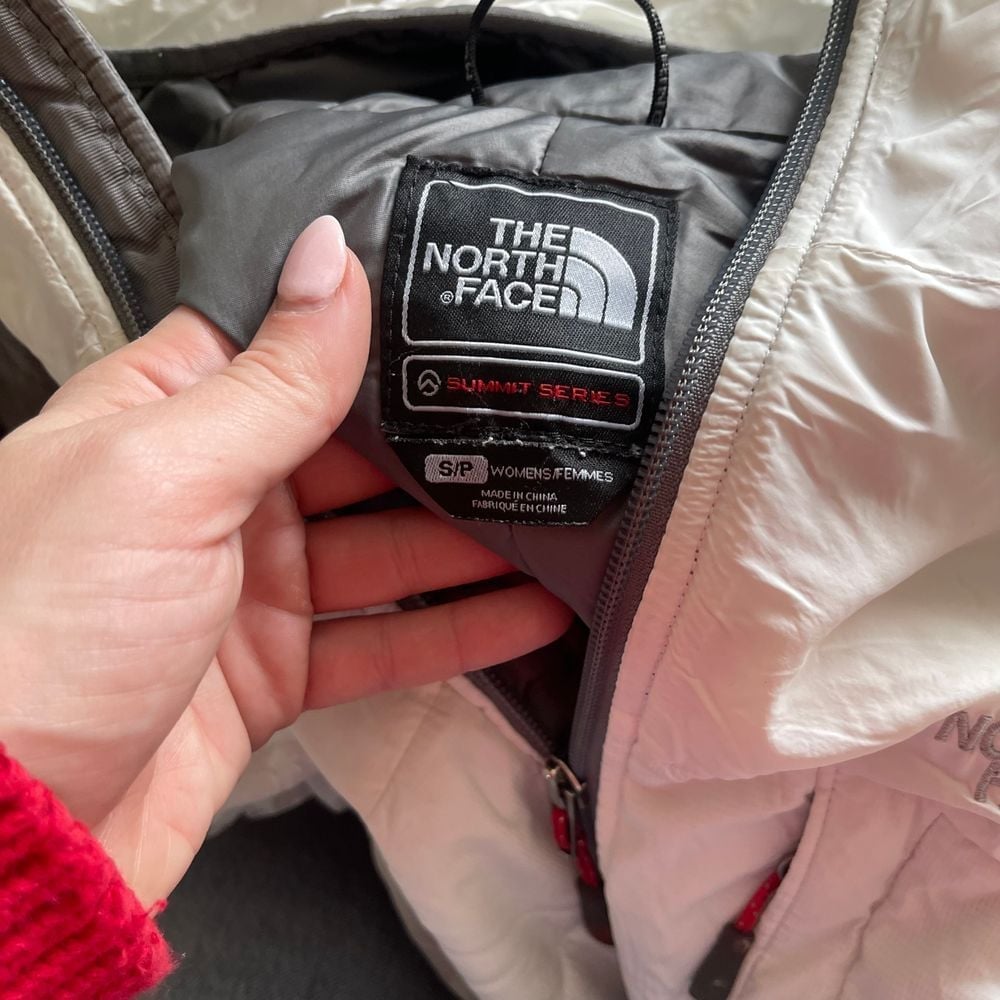 THE
NORTH
®FACE
SUMMIT SERIES
S/P WOMENS/FEMMES
MADE IN CHINA
FABRIQUÉ EN CHINE